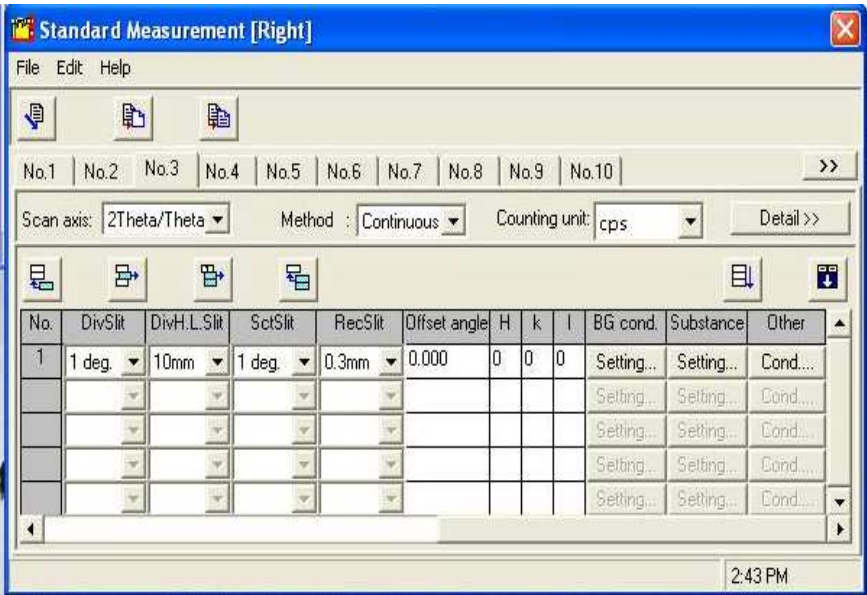 Standard Measurement [Right]
File Edit Help
No.1 No.2 No.3 No.4 No.5 No.6 No.7 No.8 No.9 No.10 >>
Scan axis: 2Theta/Theta Method : Continuous Counting unit: cps Detail >>
No. DivSlit DivH.L.Slit SctSlit RecSlit Offset angle H k l BG cond. Substance Other
1 1 deg. 10mm 1 deg. 0.3mm 0.000 0 0 0 Setting... Setting... Cond....
Setting... Setting... Cond....
Setting... Setting... Cond....
Setting... Setting... Cond....
Setting... Setting... Cond....
2:43 PM